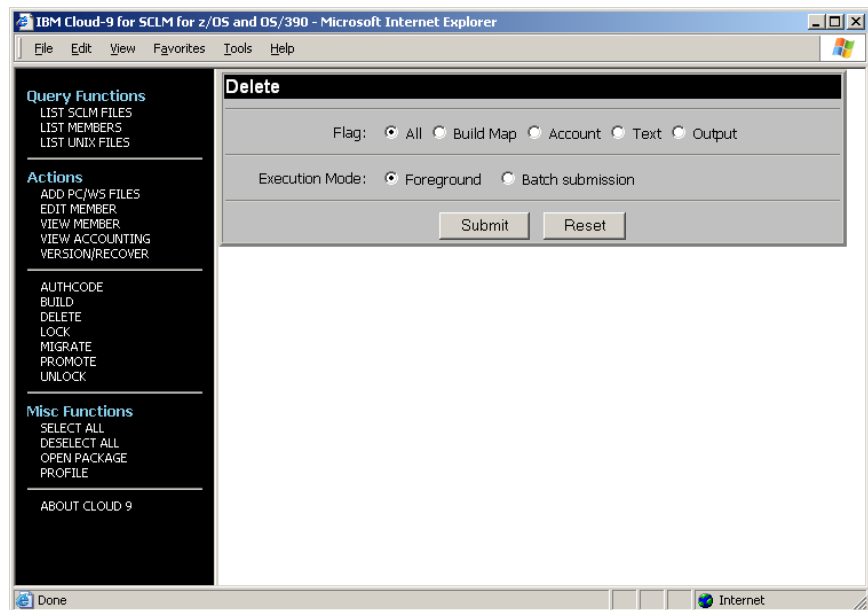 IBM Cloud-9 for SCLM for z/OS and OS/390 - Microsoft Internet Explorer
File Edit View Favorites Tools Help
Query Functions
LIST SCLM FILES
LIST MEMBERS
LIST UNIX FILES
Actions
ADD PC/WS FILES
EDIT MEMBER
VIEW MEMBER
VIEW ACCOUNTING
VERSION/RECOVER
AUTHCODE
BUILD
DELETE
LOCK
MIGRATE
PROMOTE
UNLOCK
Misc Functions
SELECT ALL
DESELECT ALL
OPEN PACKAGE
PROFILE
ABOUT CLOUD 9
Delete
Flag: All Build Map Account Text Output
Execution Mode: Foreground Batch submission
Submit Reset
Done Internet